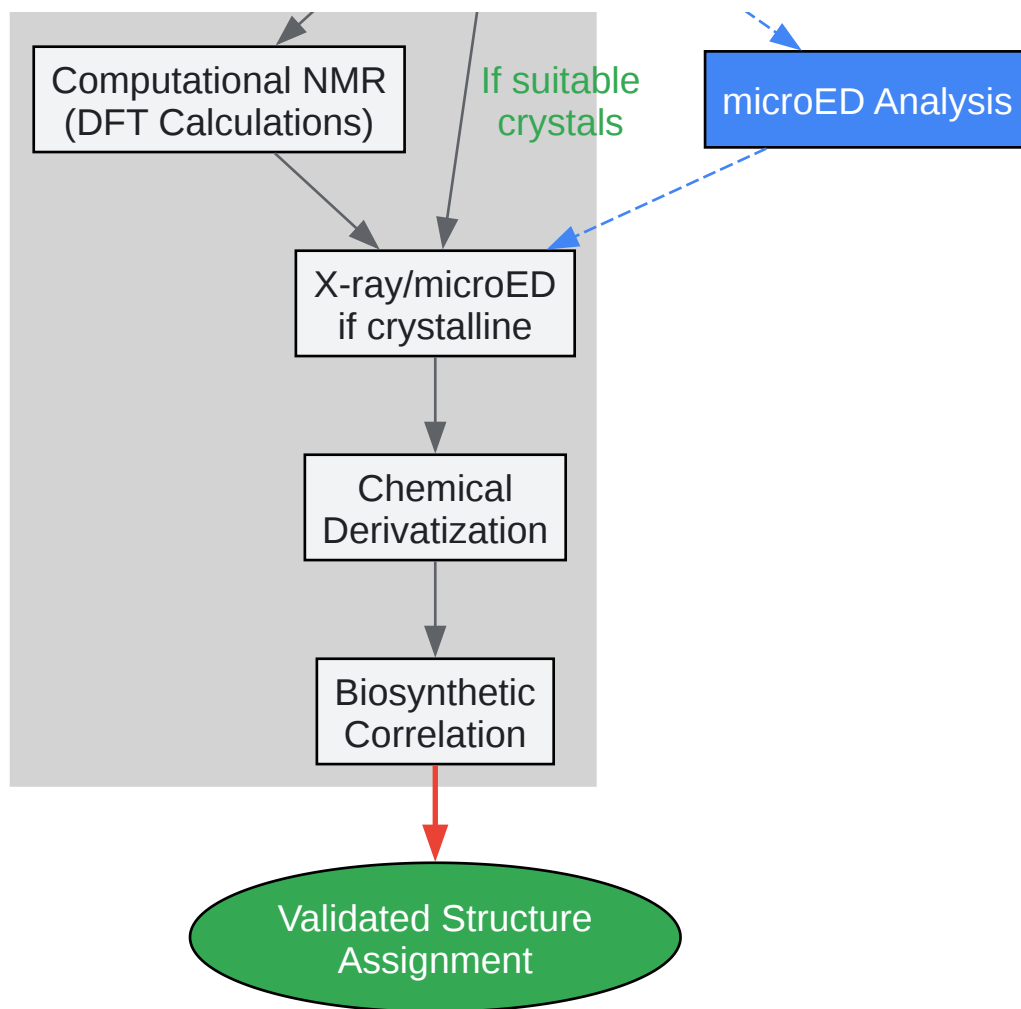 Computational NMR
(DFT Calculations)
If suitable
crystals
microED Analysis
X-ray/microED
if crystalline
Chemical
Derivatization
Biosynthetic
Correlation
Validated Structure
Assignment